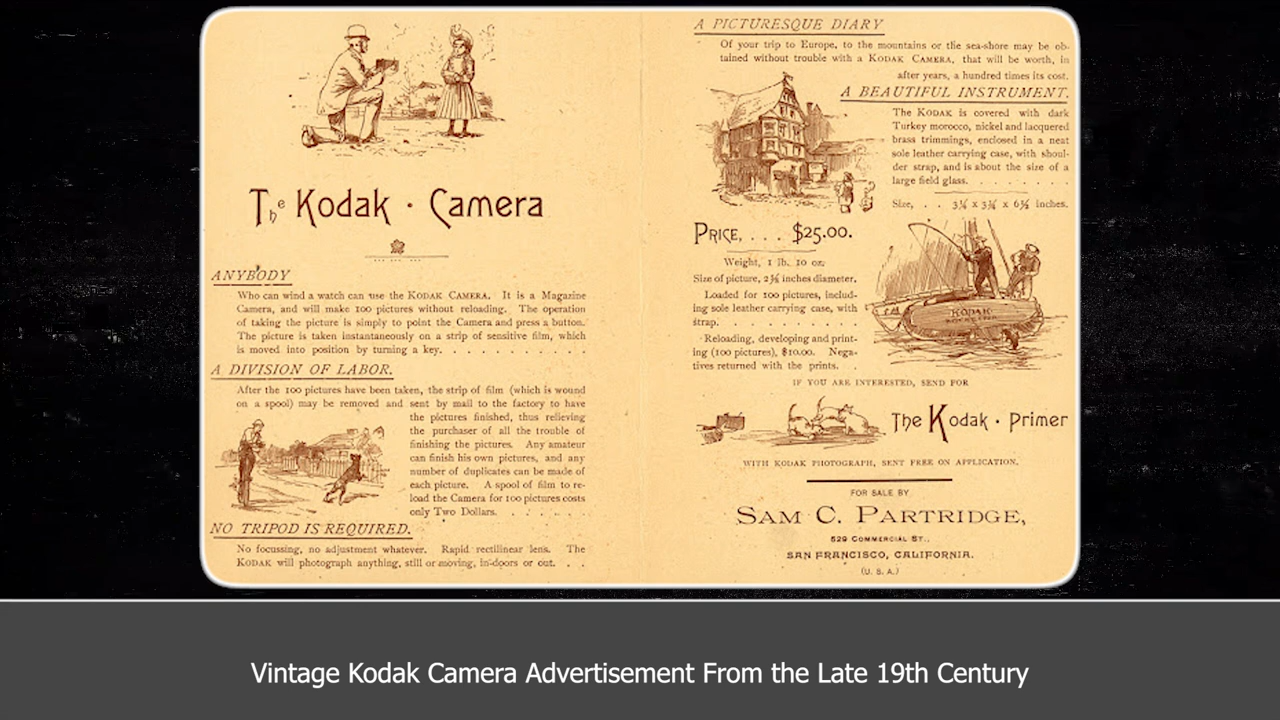 The Kodak · Camera
ANYBODY
Who can wind a watch can use the KODAK CAMERA. It is a Magazine
Camera, and will make 100 pictures without reloading. The operation
of taking the picture is simply to point the Camera and press a button.
The picture is taken instantaneously on a strip of sensitive film, which
is moved into position by turning a key. . . . . . . . . . .
A DIVISION OF LABOR.
After the 100 pictures have been taken, the strip of film (which is wound
on a spool) may be removed and sent by mail to the factory to have
the pictures finished, thus relieving
the purchaser of all the trouble of
finishing the pictures. Any amateur
can finish his own pictures, and any
number of duplicates can be made of
each picture. A spool of film to re-
load the Camera for 100 pictures costs
only Two Dollars. . . . . . .
NO TRIPOD IS REQUIRED.
No focussing, no adjustment whatever. Rapid rectilinear lens. The
KODAK will photograph anything, still or moving, in-doors or out. . .
A PICTURESQUE DIARY
Of your trip to Europe, to the mountains or the sea-shore may be ob-
tained without trouble with a KODAK CAMERA, that will be worth, in
after years, a hundred times its cost.
A BEAUTIFUL INSTRUMENT.
The KODAK is covered with dark
Turkey morocco, nickel and lacquered
brass trimmings, enclosed in a neat
sole leather carrying case, with shoul-
der strap, and is about the size of a
large field glass. . . . . . . .
Size, . . 3¼ x 3¾ x 6½ inches.
PRICE, . . . $25.00.
Weight, 1 lb. 10 oz.
Size of picture, 2⅝ inches diameter.
Loaded for 100 pictures, includ-
ing sole leather carrying case, with
strap. . . . . . . . . .
Reloading, developing and print-
ing (100 pictures), $10.00. Nega-
tives returned with the prints. .
KODAK
IF YOU ARE INTERESTED, SEND FOR
The Kodak · Primer
WITH KODAK PHOTOGRAPH, SENT FREE ON APPLICATION.
FOR SALE BY
SAM C. PARTRIDGE,
529 COMMERCIAL ST.,
SAN FRANCISCO, CALIFORNIA.
(U. S. A.)
Vintage Kodak Camera Advertisement From the Late 19th Century